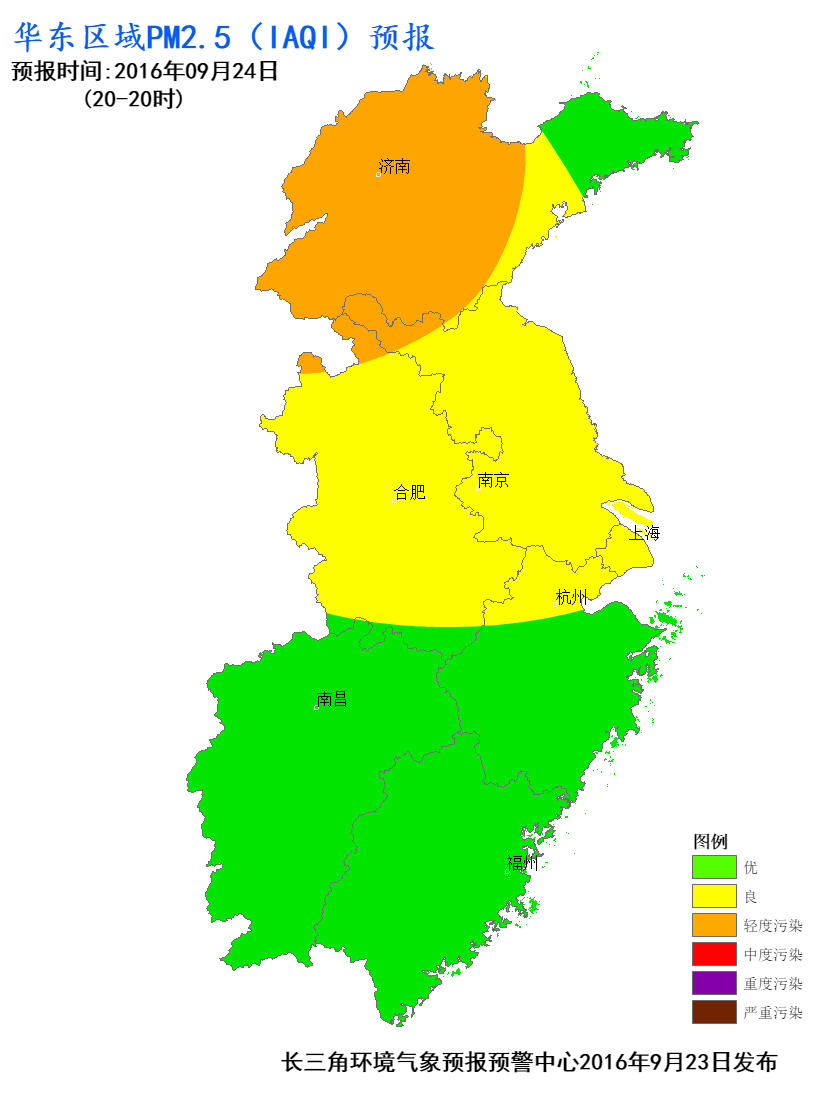 华东区域PM2.5（IAQI）预报
预报时间:2016年09月24日
(20-20时)
济南
合肥
南京
上海
杭州
南昌
福州
图例
优
良
轻度污染
中度污染
重度污染
严重污染
长三角环境气象预报预警中心2016年9月23日发布